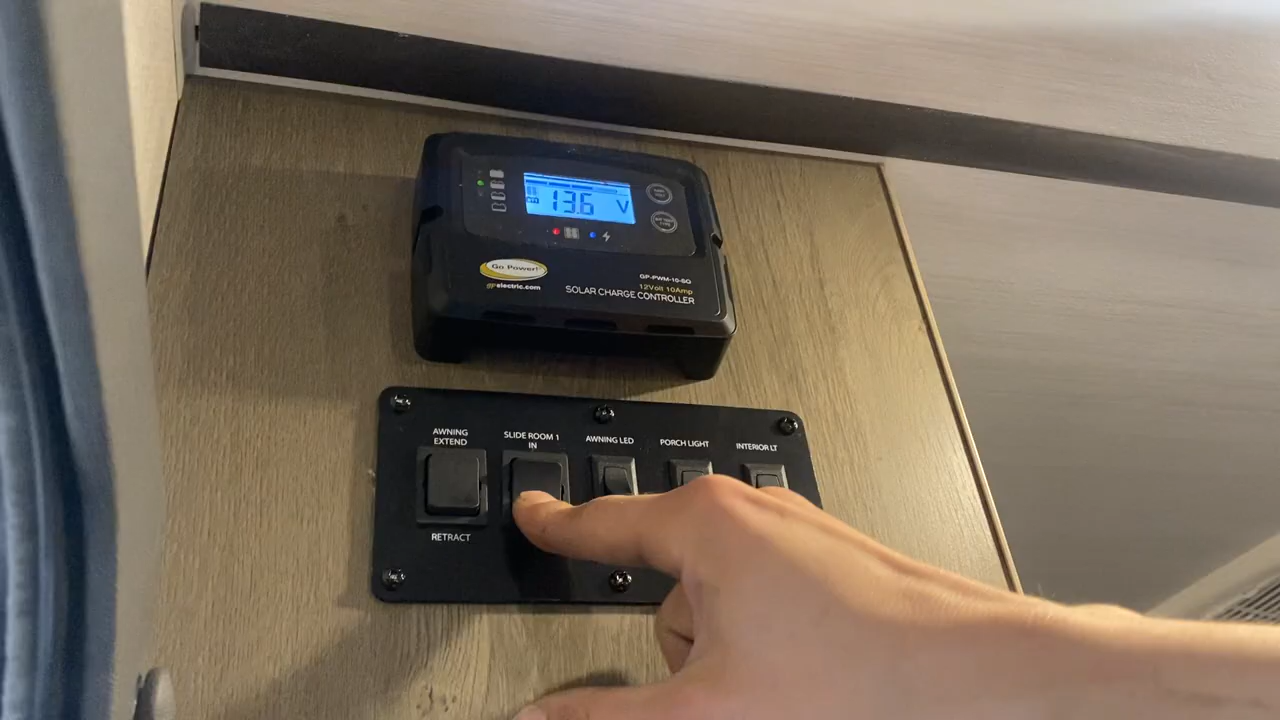 13.6 V
Go Power!
gpelectric.com
GP-PWM-10-SQ
12Volt 10Amp
SOLAR CHARGE CONTROLLER
AWNING
EXTEND
RETRACT
SLIDE ROOM 1
IN
AWNING LED
PORCH LIGHT
INTERIOR LT